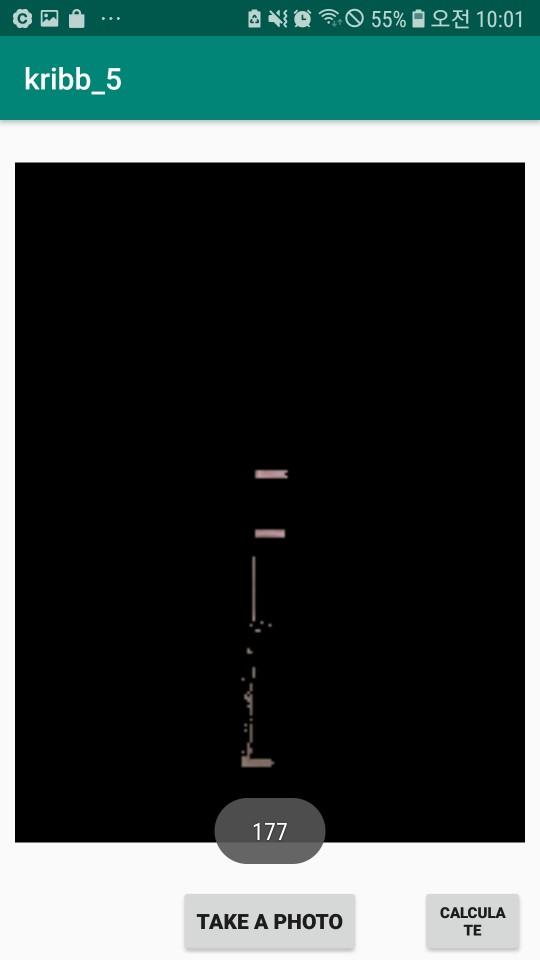 55% 오전 10:01
kribb_5
177
TAKE A PHOTO
CALCULA
TE